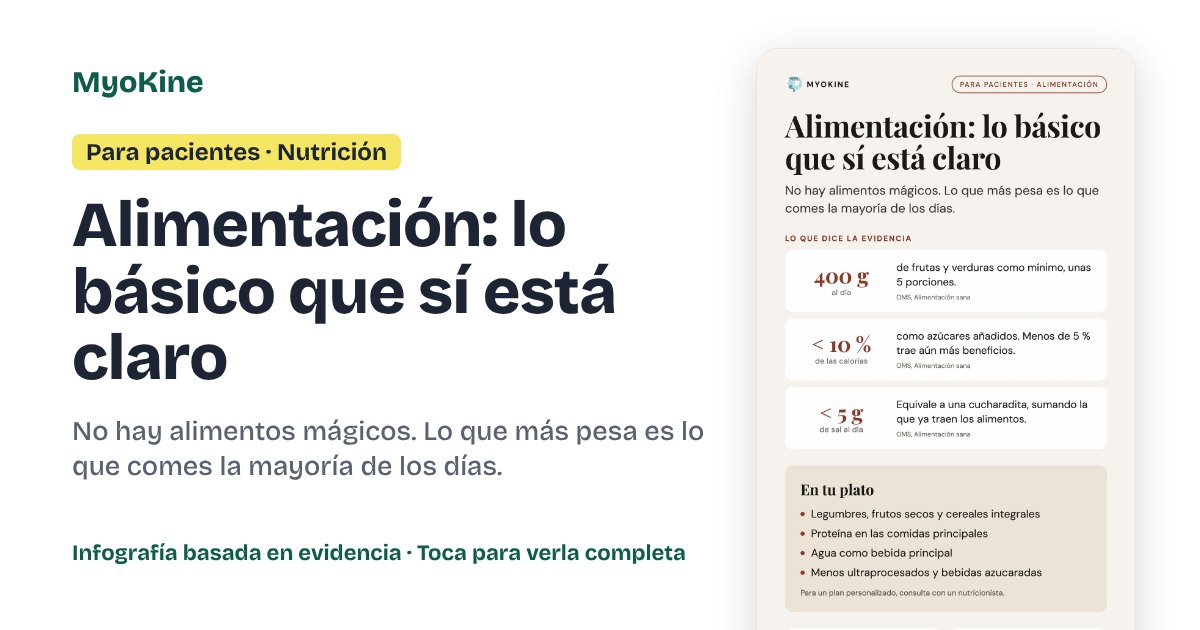 MyoKine
Para pacientes · Nutrición
Alimentación: lo
básico que sí está
claro
No hay alimentos mágicos. Lo que más pesa es lo
que comes la mayoría de los días.
Infografía basada en evidencia · Toca para verla completa
MYOKINE
PARA PACIENTES · ALIMENTACIÓN
Alimentación: lo básico
que sí está claro
No hay alimentos mágicos. Lo que más pesa es lo que
comes la mayoría de los días.
LO QUE DICE LA EVIDENCIA
400 g
al día
de frutas y verduras como mínimo, unas
5 porciones.
OMS, Alimentación sana
< 10 %
de las calorías
como azúcares añadidos. Menos de 5 %
trae aún más beneficios.
OMS, Alimentación sana
< 5 g
de sal al día
Equivale a una cucharadita, sumando la
que ya traen los alimentos.
OMS, Alimentación sana
En tu plato
• Legumbres, frutos secos y cereales integrales
• Proteína en las comidas principales
• Agua como bebida principal
• Menos ultraprocesados y bebidas azucaradas
Para un plan personalizado, consulta con un nutricionista.